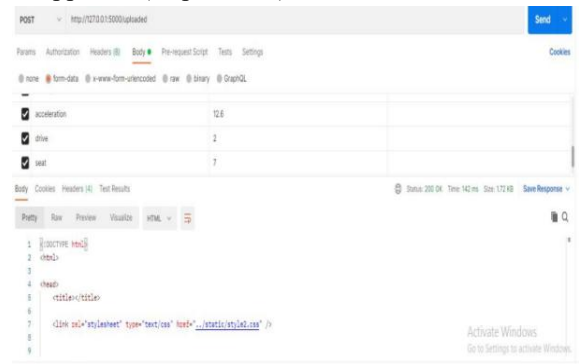 POST http://127.0.0.1:5000/uploaded Send
Params Authorization Headers (8) Body Pre-request Script Tests Settings Cookies
none form-data x-www-form-urlencoded raw binary GraphQL
acceleration 12.6
drive 2
seat 7
Body Cookies Headers (4) Test Results Status: 200 OK Time: 142 ms Size: 1.72 KB Save Response
Pretty Raw Preview Visualize HTML
1 <!DOCTYPE html>
2 <html>
3
4 <head>
5 <title></title>
6
7 <link rel="stylesheet" type="text/css" href="../static/style2.css" />
8
9
Activate Windows
Go to Settings to activate Windows.